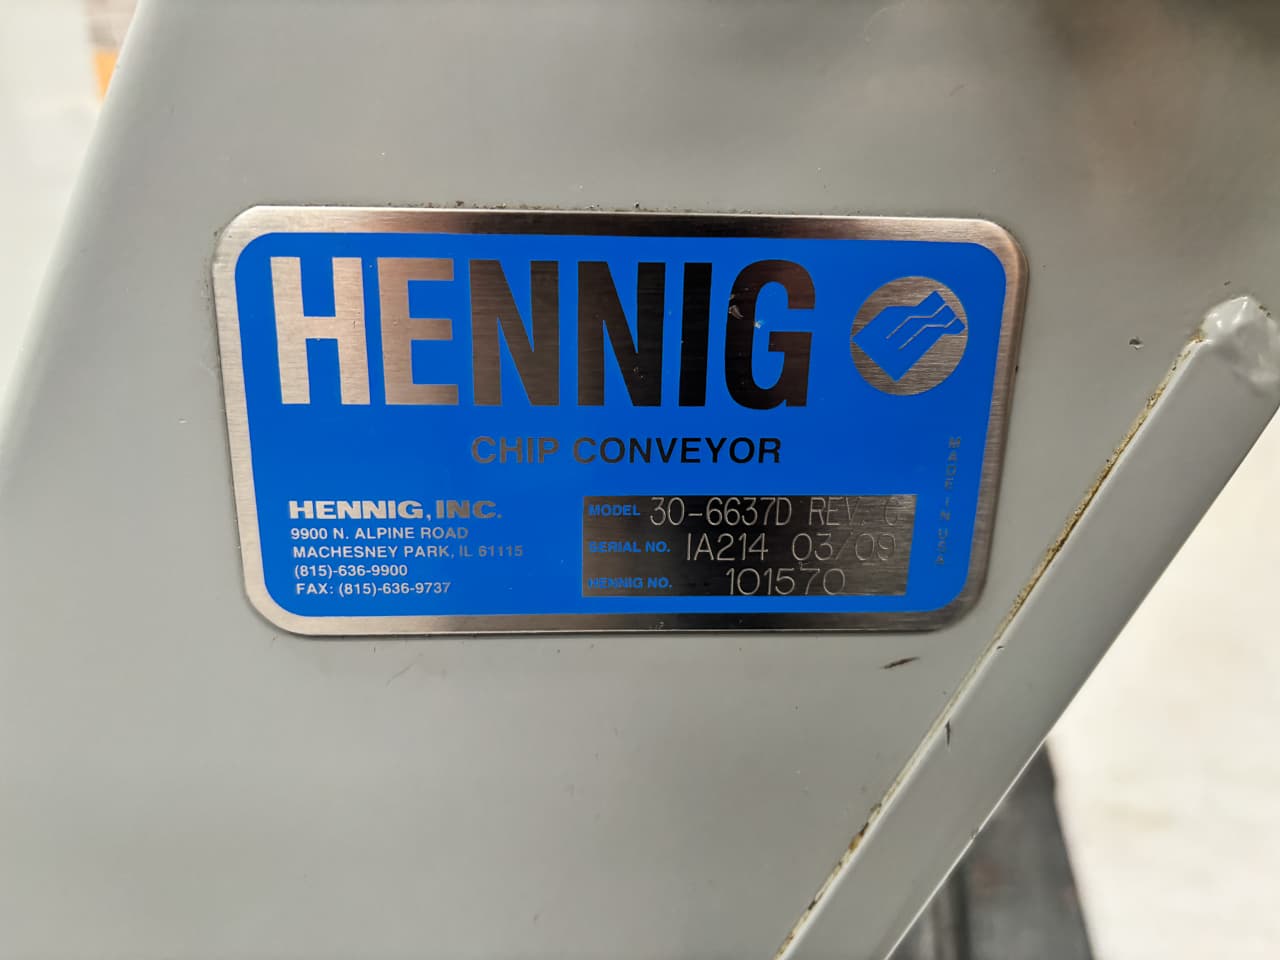 HENNIG
CHIP CONVEYOR
MADE IN USA
HENNIG, INC.
9900 N. ALPINE ROAD
MACHESNEY PARK, IL 61115
(815)-636-9900
FAX: (815)-636-9737
MODEL 30-6637D REV.
SERIAL NO. IA214 03/09
HENNIG NO. 101570